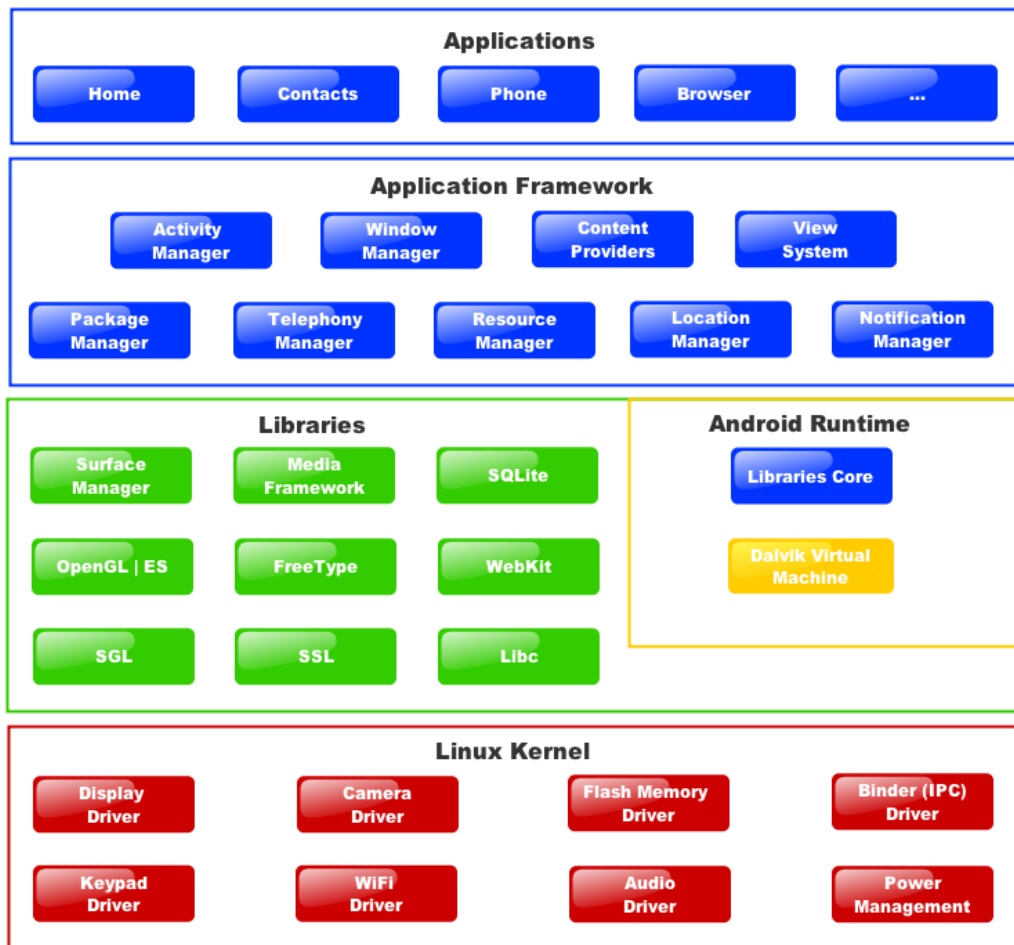 Applications
Home
Contacts
Phone
Browser
...
Application Framework
Activity
Manager
Window
Manager
Content
Providers
View
System
Package
Manager
Telephony
Manager
Resource
Manager
Location
Manager
Notification
Manager
Libraries
Surface
Manager
Media
Framework
SQLite
OpenGL | ES
FreeType
WebKit
SGL
SSL
Libc
Android Runtime
Libraries Core
Dalvik Virtual
Machine
Linux Kernel
Display
Driver
Camera
Driver
Flash Memory
Driver
Binder (IPC)
Driver
Keypad
Driver
WiFi
Driver
Audio
Driver
Power
Management